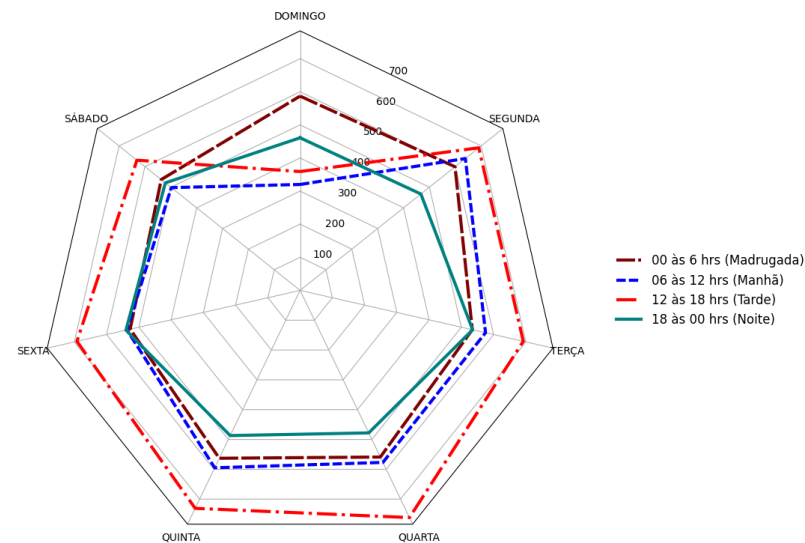 DOMINGO
700
600
SÁBADO
SEGUNDA
500
400
300
200
100
00 às 6 hrs (Madrugada)
06 às 12 hrs (Manhã)
12 às 18 hrs (Tarde)
18 às 00 hrs (Noite)
SEXTA
TERÇA
QUINTA
QUARTA